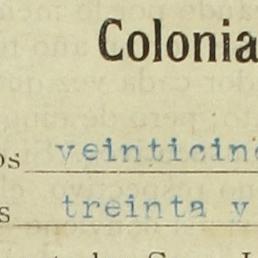 Colonia
os veinticin
s treinta y